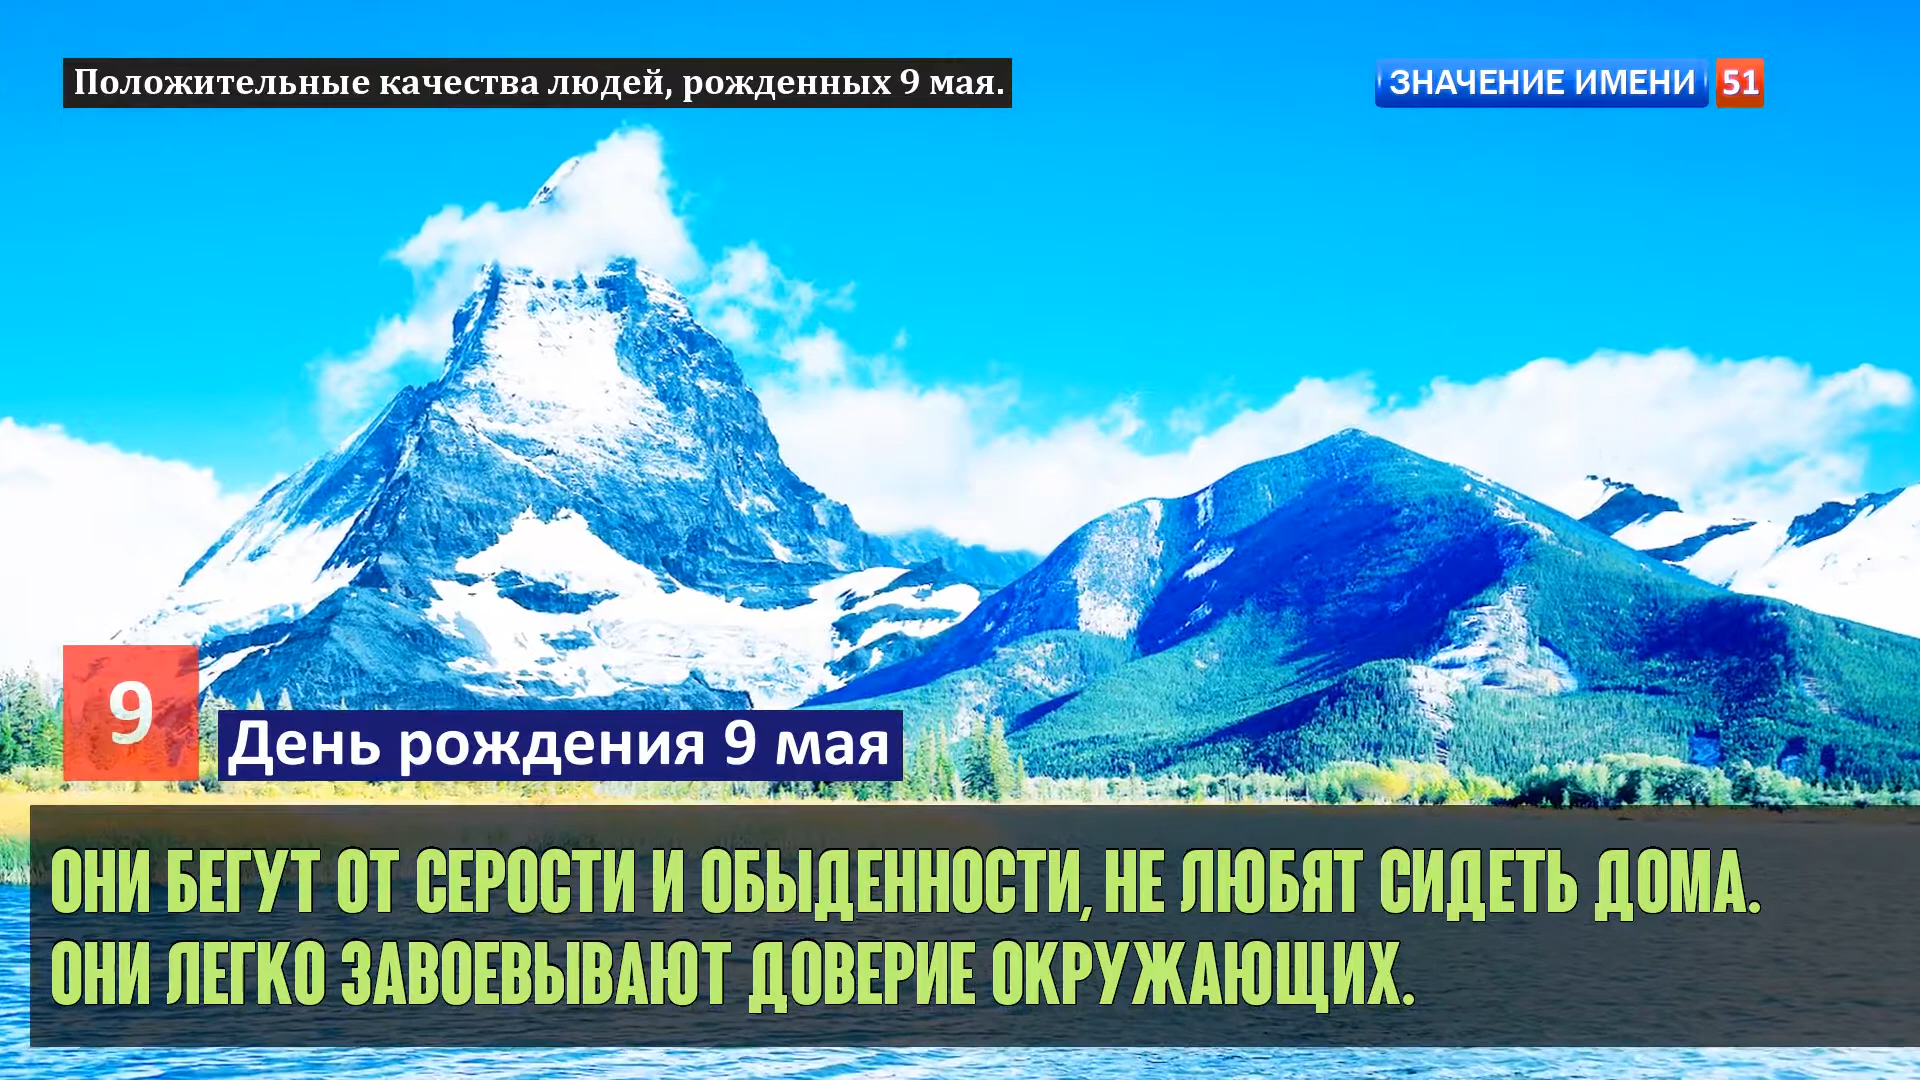 Положительные качества людей, рожденных 9 мая.
ЗНАЧЕНИЕ ИМЕНИ 51
9
День рождения 9 мая
ОНИ БЕГУТ ОТ СЕРОСТИ И ОБЫДЕННОСТИ, НЕ ЛЮБЯТ СИДЕТЬ ДОМА.
ОНИ ЛЕГКО ЗАВОЕВЫВАЮТ ДОВЕРИЕ ОКРУЖАЮЩИХ.